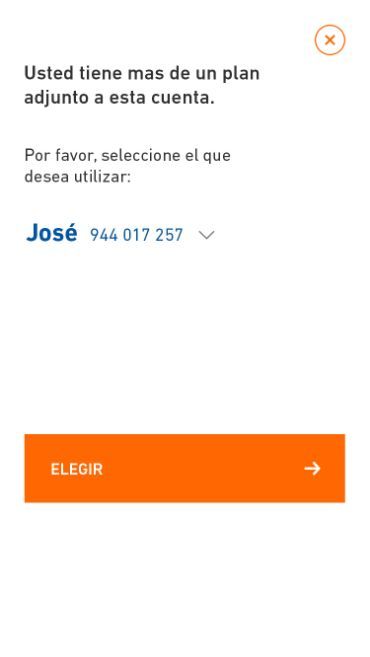 Usted tiene mas de un plan
adjunto a esta cuenta.
Por favor, seleccione el que
desea utilizar:
José 944 017 257
ELEGIR